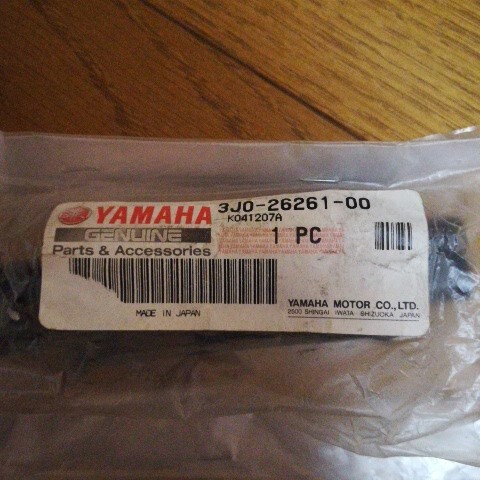 YAMAHA
GENUINE
Parts & Accessories
3J0-26261-00
K041207A
1 PC
MADE IN JAPAN
YAMAHA MOTOR CO.,LTD.
2500 SHINGAI IWATA SHIZUOKA JAPAN